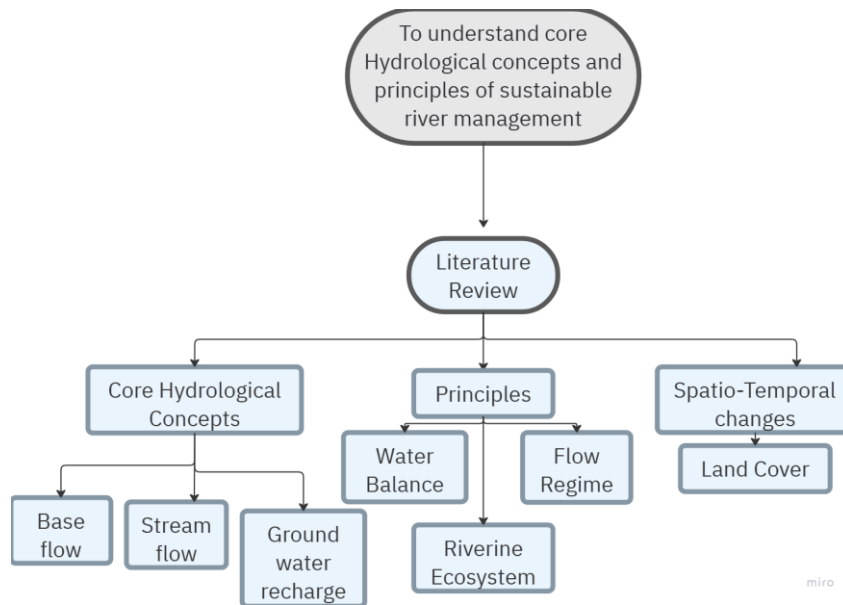 To understand core
Hydrological concepts and
principles of sustainable
river management
Literature
Review
Core Hydrological
Concepts
Principles
Spatio-Temporal
changes
Water
Balance
Flow
Regime
Land Cover
Base
flow
Stream
flow
Ground
water
recharge
Riverine
Ecosystem
miro